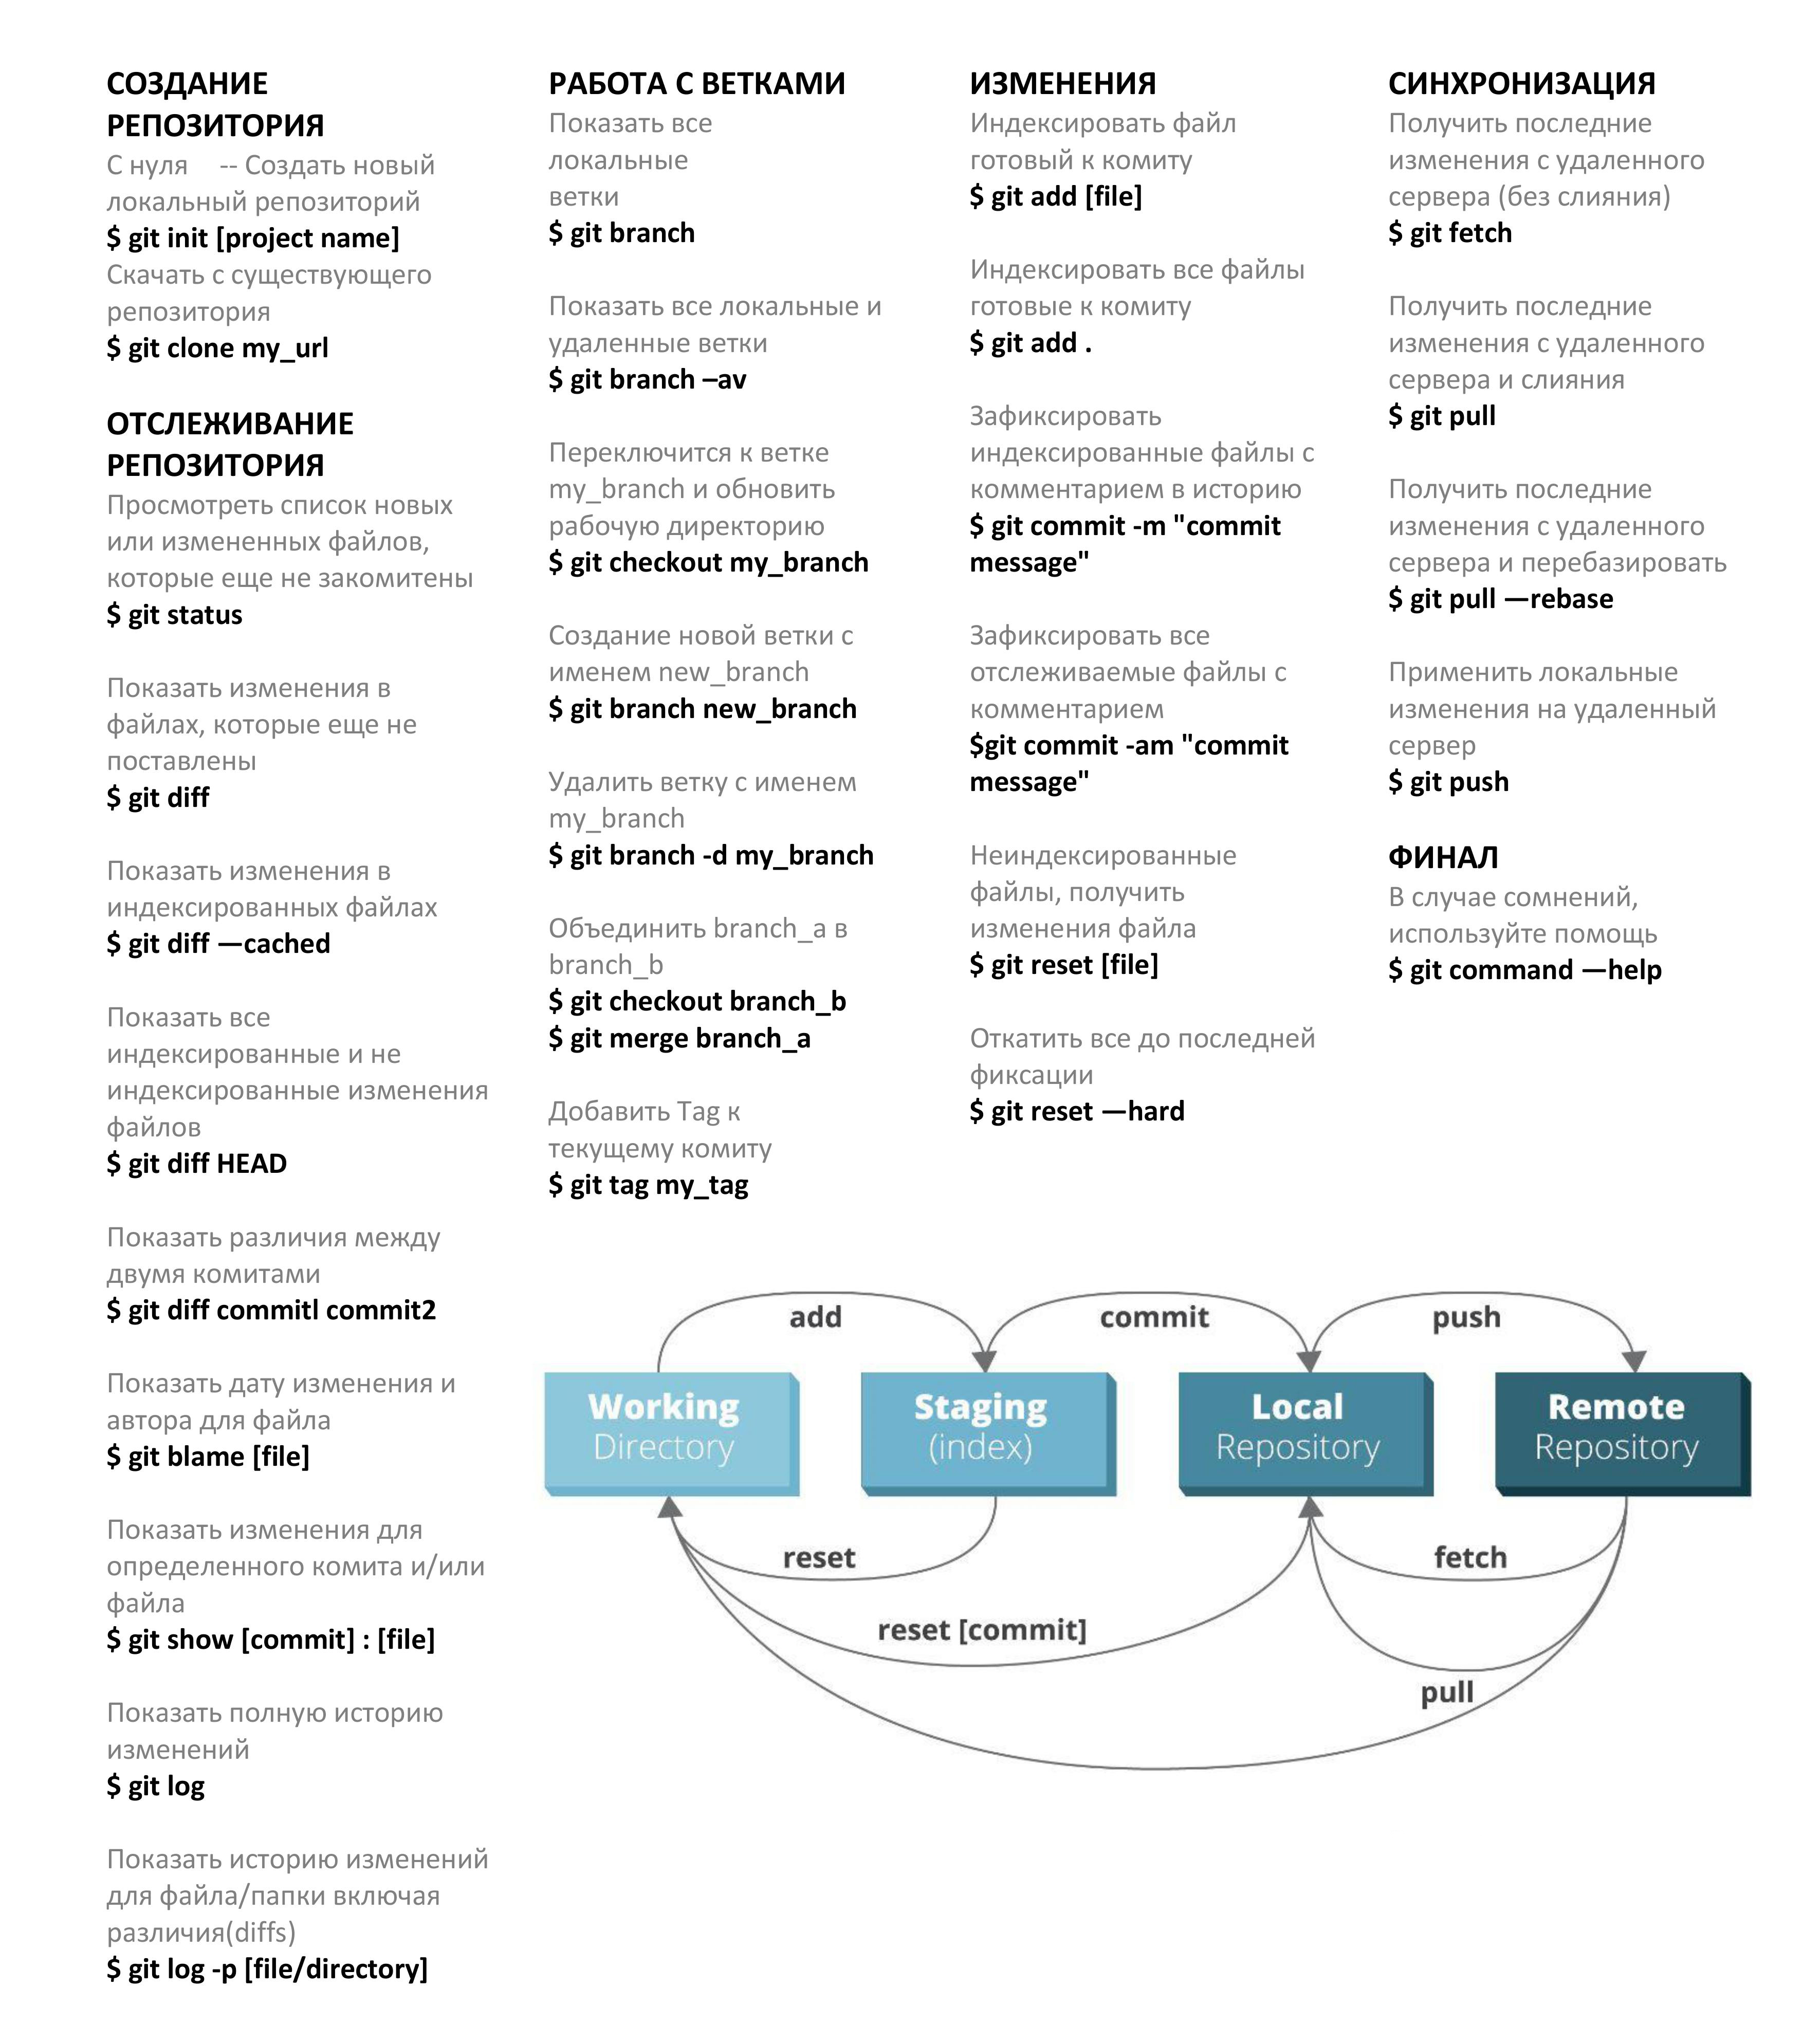 СОЗДАНИЕ
РЕПОЗИТОРИЯ
С нуля -- Создать новый
локальный репозиторий
$ git init [project name]
Скачать с существующего
репозитория
$ git clone my_url
ОТСЛЕЖИВАНИЕ
РЕПОЗИТОРИЯ
Просмотреть список новых
или измененных файлов,
которые еще не закомитены
$ git status
Показать изменения в
файлах, которые еще не
поставлены
$ git diff
Показать изменения в
индексированных файлах
$ git diff —cached
Показать все
индексированные и не
индексированные изменения
файлов
$ git diff HEAD
Показать различия между
двумя комитами
$ git diff commitl commit2
Показать дату изменения и
автора для файла
$ git blame [file]
Показать изменения для
определенного комита и/или
файла
$ git show [commit] : [file]
Показать полную историю
изменений
$ git log
Показать историю изменений
для файла/папки включая
различия(diffs)
$ git log -p [file/directory]
РАБОТА С ВЕТКАМИ
Показать все
локальные
ветки
$ git branch
Показать все локальные и
удаленные ветки
$ git branch –av
Переключится к ветке
my_branch и обновить
рабочую директорию
$ git checkout my_branch
Создание новой ветки с
именем new_branch
$ git branch new_branch
Удалить ветку с именем
my_branch
$ git branch -d my_branch
Объединить branch_a в
branch_b
$ git checkout branch_b
$ git merge branch_a
Добавить Tag к
текущему комиту
$ git tag my_tag
ИЗМЕНЕНИЯ
Индексировать файл
готовый к комиту
$ git add [file]
Индексировать все файлы
готовые к комиту
$ git add .
Зафиксировать
индексированные файлы с
комментарием в историю
$ git commit -m "commit
message"
Зафиксировать все
отслеживаемые файлы с
комментарием
$git commit -am "commit
message"
Неиндексированные
файлы, получить
изменения файла
$ git reset [file]
Откатить все до последней
фиксации
$ git reset —hard
СИНХРОНИЗАЦИЯ
Получить последние
изменения с удаленного
сервера (без слияния)
$ git fetch
Получить последние
изменения с удаленного
сервера и слияния
$ git pull
Получить последние
изменения с удаленного
сервера и перебазировать
$ git pull —rebase
Применить локальные
изменения на удаленный
сервер
$ git push
ФИНАЛ
В случае сомнений,
используйте помощь
$ git command —help
add
commit
push
Working
Directory
Staging
(index)
Local
Repository
Remote
Repository
reset
fetch
reset [commit]
pull